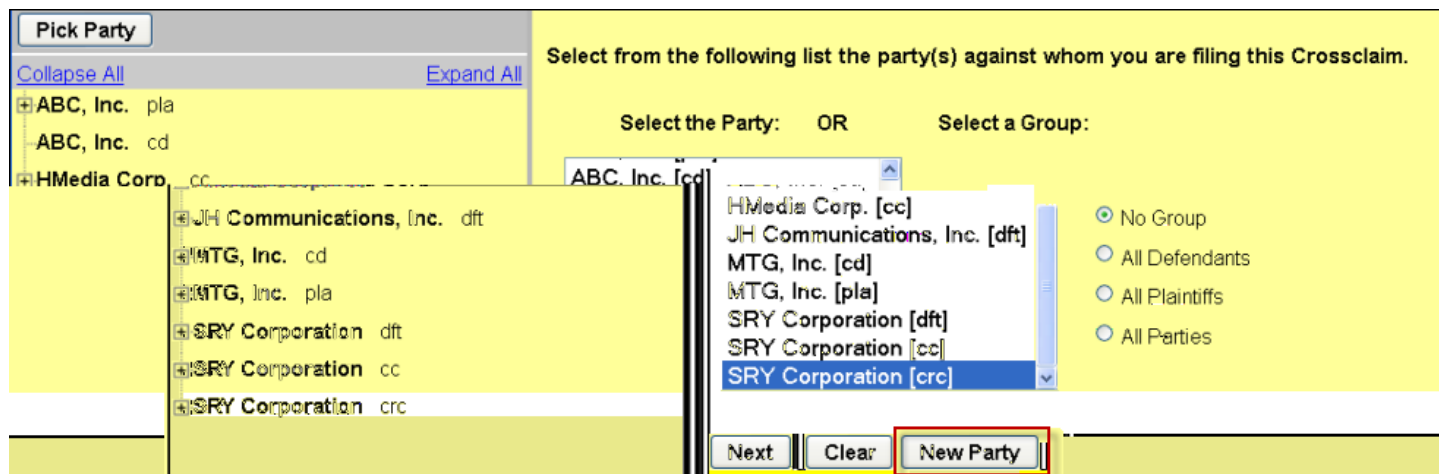 Pick Party
Collapse All Expand All
ABC, Inc. pla
ABC, Inc. cd
HMedia Corp cc
JH Communications, Inc. dft
MTG, Inc. cd
MTG, Inc. pla
SRY Corporation dft
SRY Corporation cc
SRY Corporation crc
Select from the following list the party(s) against whom you are filing this Crossclaim.
Select the Party: OR Select a Group:
ABC, Inc. [cd]
HMedia Corp. [cc]
JH Communications, Inc. [dft]
MTG, Inc. [cd]
MTG, Inc. [pla]
SRY Corporation [dft]
SRY Corporation [cc]
SRY Corporation [crc]
No Group
All Defendants
All Plaintiffs
All Parties
Next Clear New Party